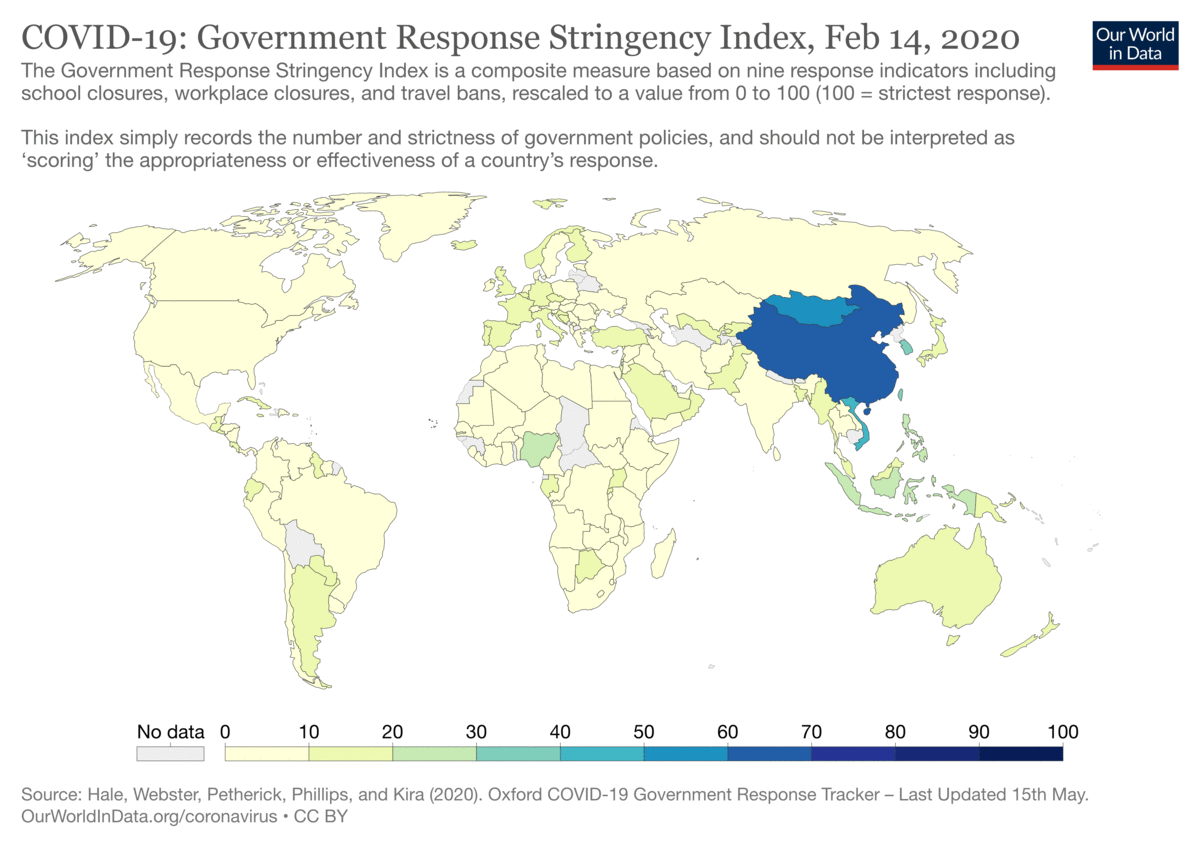 COVID-19: Government Response Stringency Index, Feb 14, 2020
Our World
in Data
The Government Response Stringency Index is a composite measure based on nine response indicators including
school closures, workplace closures, and travel bans, rescaled to a value from 0 to 100 (100 = strictest response).
This index simply records the number and strictness of government policies, and should not be interpreted as
‘scoring’ the appropriateness or effectiveness of a country’s response.
No data 0 10 20 30 40 50 60 70 80 90 100
Source: Hale, Webster, Petherick, Phillips, and Kira (2020). Oxford COVID-19 Government Response Tracker – Last Updated 15th May.
OurWorldInData.org/coronavirus • CC BY